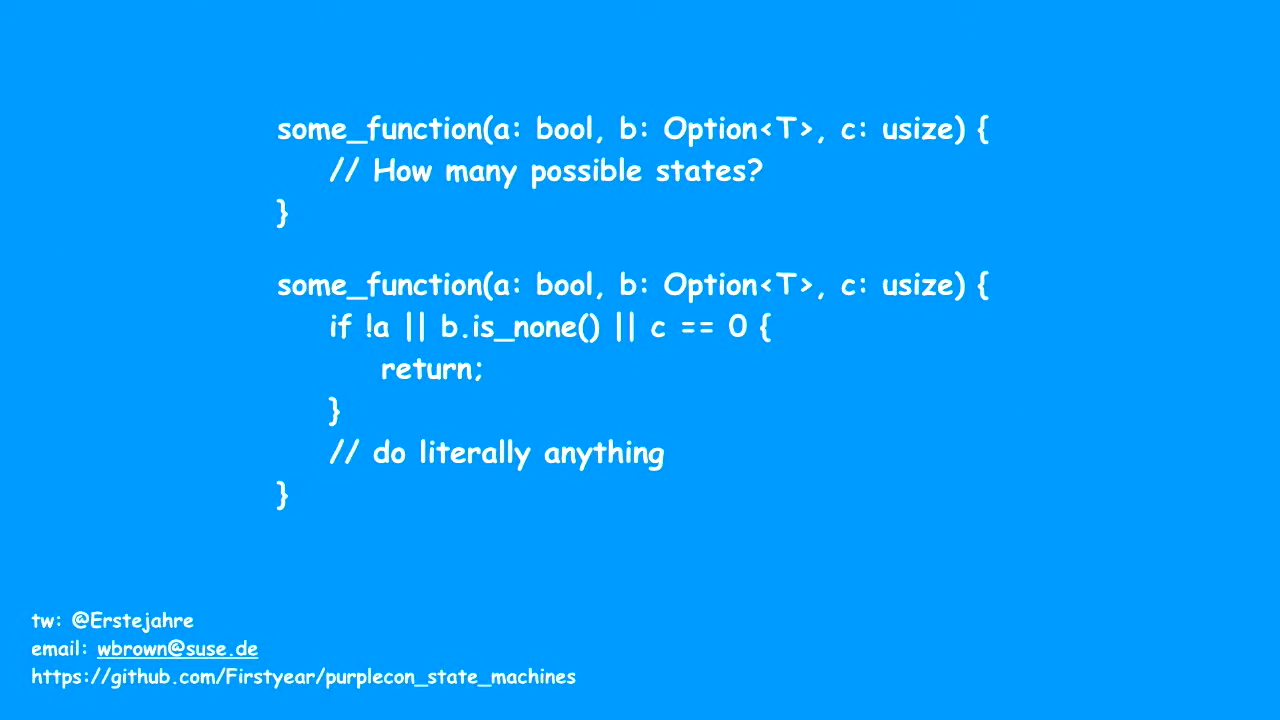 some_function(a: bool, b: Option<T>, c: usize) {
// How many possible states?
}
some_function(a: bool, b: Option<T>, c: usize) {
if !a || b.is_none() || c == 0 {
return;
}
// do literally anything
}
tw: @Erstejahre
email: wbrown@suse.de
https://github.com/Firstyear/purplecon_state_machines